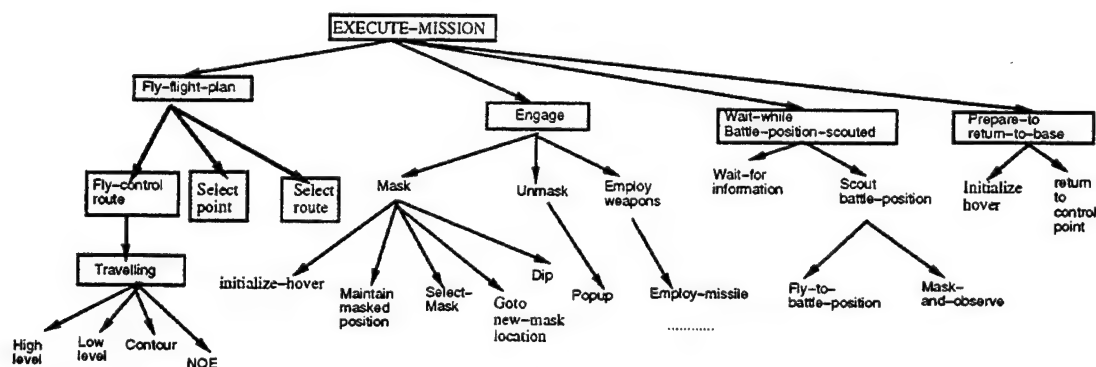 EXECUTE-MISSION
Fly-flight-plan
Engage
Wait-while
Battle-position-scouted
Prepare-to
return-to-base
Fly-control
route
Select
point
Select
route
Mask
Unmask
Employ
weapons
Wait-for
information
Scout
battle-position
Initialize
hover
return
to
control
point
Travelling
initialize-hover
Maintain
masked
position
Select-
Mask
Goto
new-mask
location
Dip
Popup
Employ-missile
Fly-to-
battle-position
Mask-
and-observe
High
level
Low
level
Contour
NOE
..............